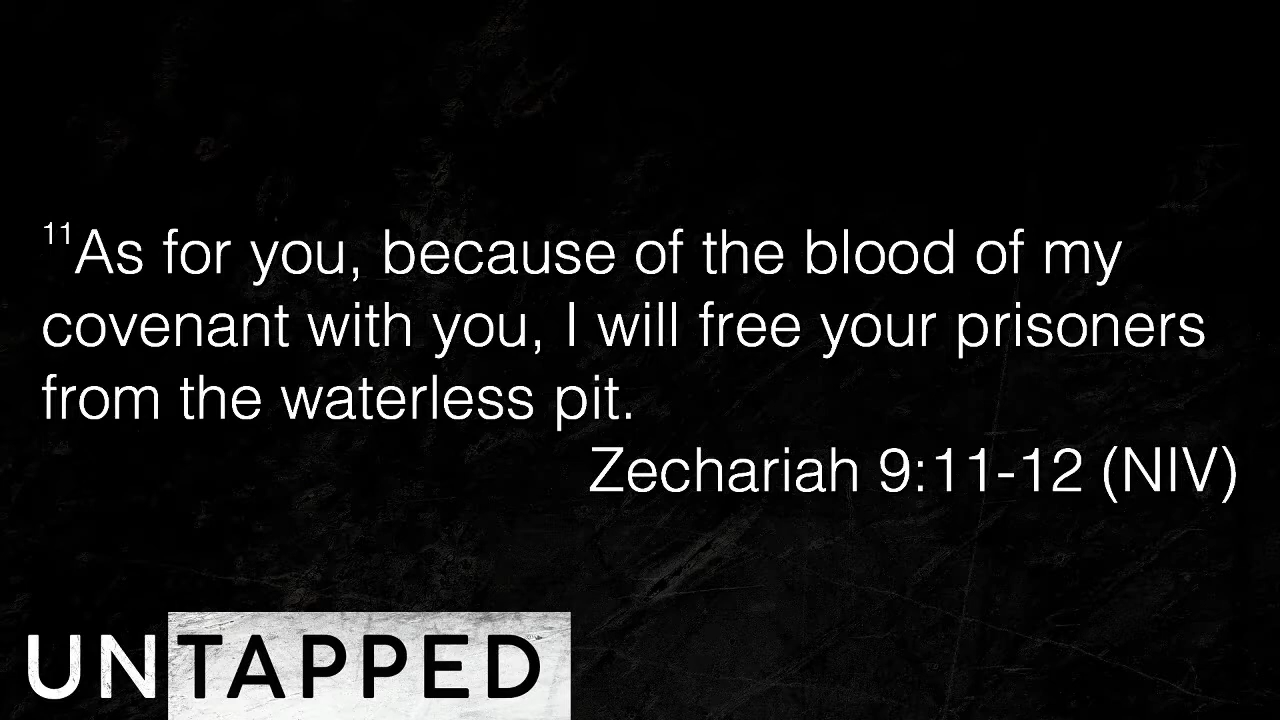 11As for you, because of the blood of my
covenant with you, I will free your prisoners
from the waterless pit.
Zechariah 9:11-12 (NIV)
UNTAPPED